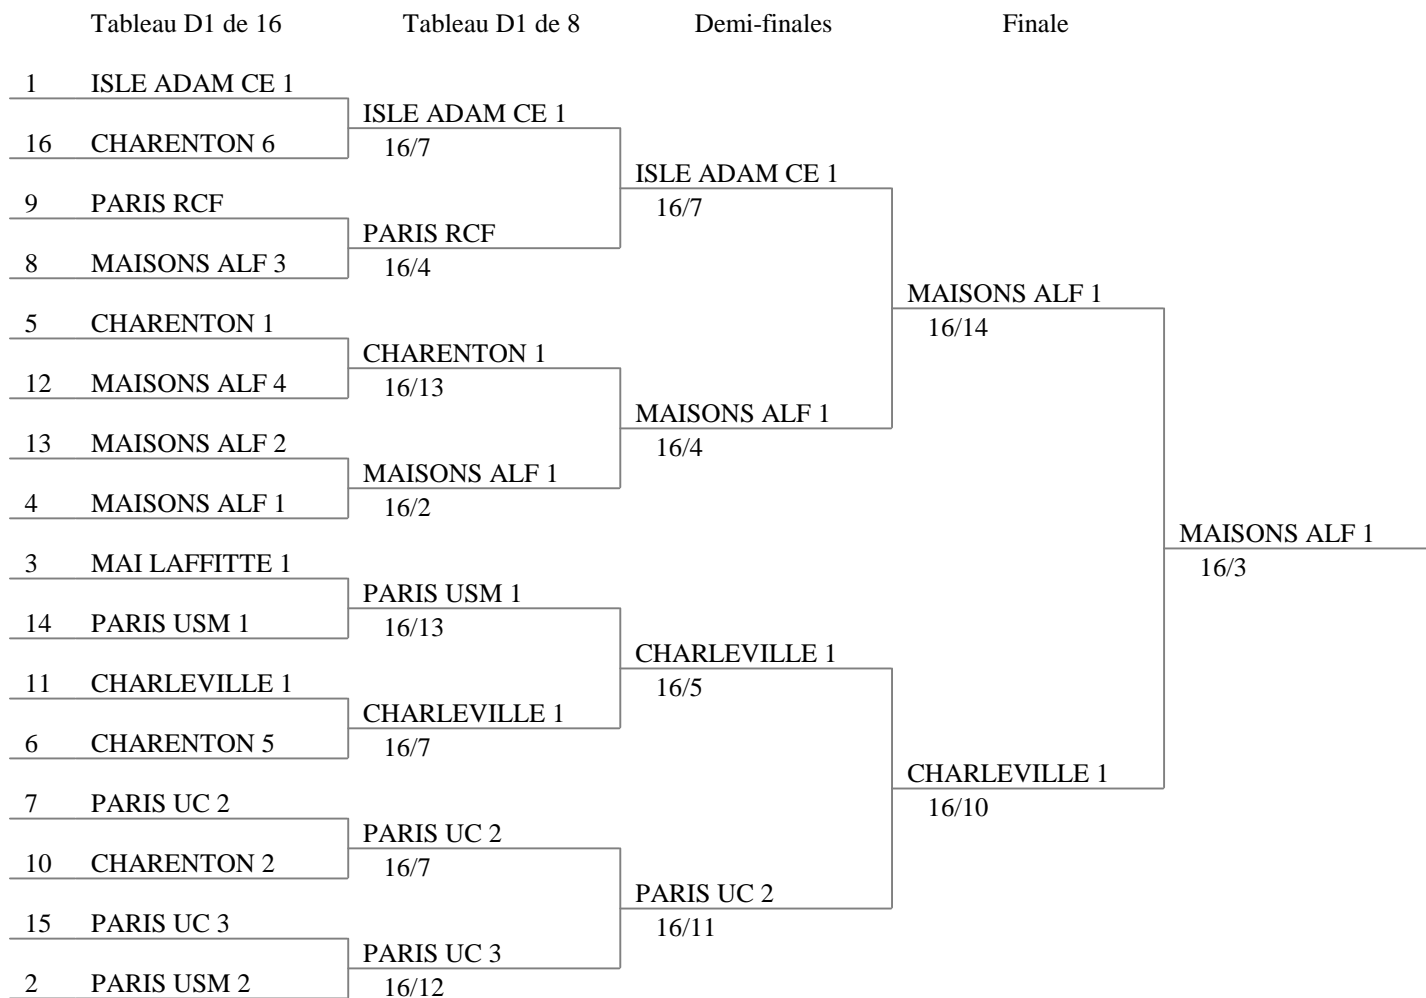 Tableau D1 de 16 Tableau D1 de 8 Demi-finales Finale
1 ISLE ADAM CE 1
ISLE ADAM CE 1
16 CHARENTON 6
16/7
ISLE ADAM CE 1
9 PARIS RCF
16/7
PARIS RCF
8 MAISONS ALF 3
16/4
MAISONS ALF 1
5 CHARENTON 1
16/14
CHARENTON 1
12 MAISONS ALF 4
16/13
MAISONS ALF 1
13 MAISONS ALF 2
16/4
MAISONS ALF 1
4 MAISONS ALF 1
16/2
MAISONS ALF 1
3 MAI LAFFITTE 1
16/3
PARIS USM 1
14 PARIS USM 1
16/13
CHARLEVILLE 1
11 CHARLEVILLE 1
16/5
CHARLEVILLE 1
6 CHARENTON 5
16/7
CHARLEVILLE 1
7 PARIS UC 2
16/10
PARIS UC 2
10 CHARENTON 2
16/7
PARIS UC 2
15 PARIS UC 3
16/11
PARIS UC 3
2 PARIS USM 2
16/12